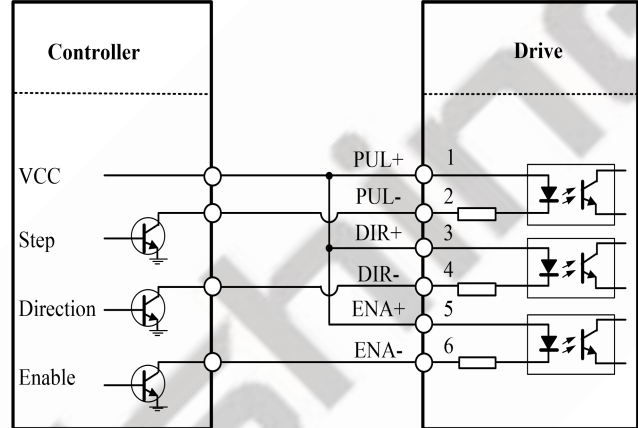 Controller
Drive
VCC
PUL+ 1
PUL- 2
Step
DIR+ 3
DIR- 4
Direction
ENA+ 5
ENA- 6
Enable